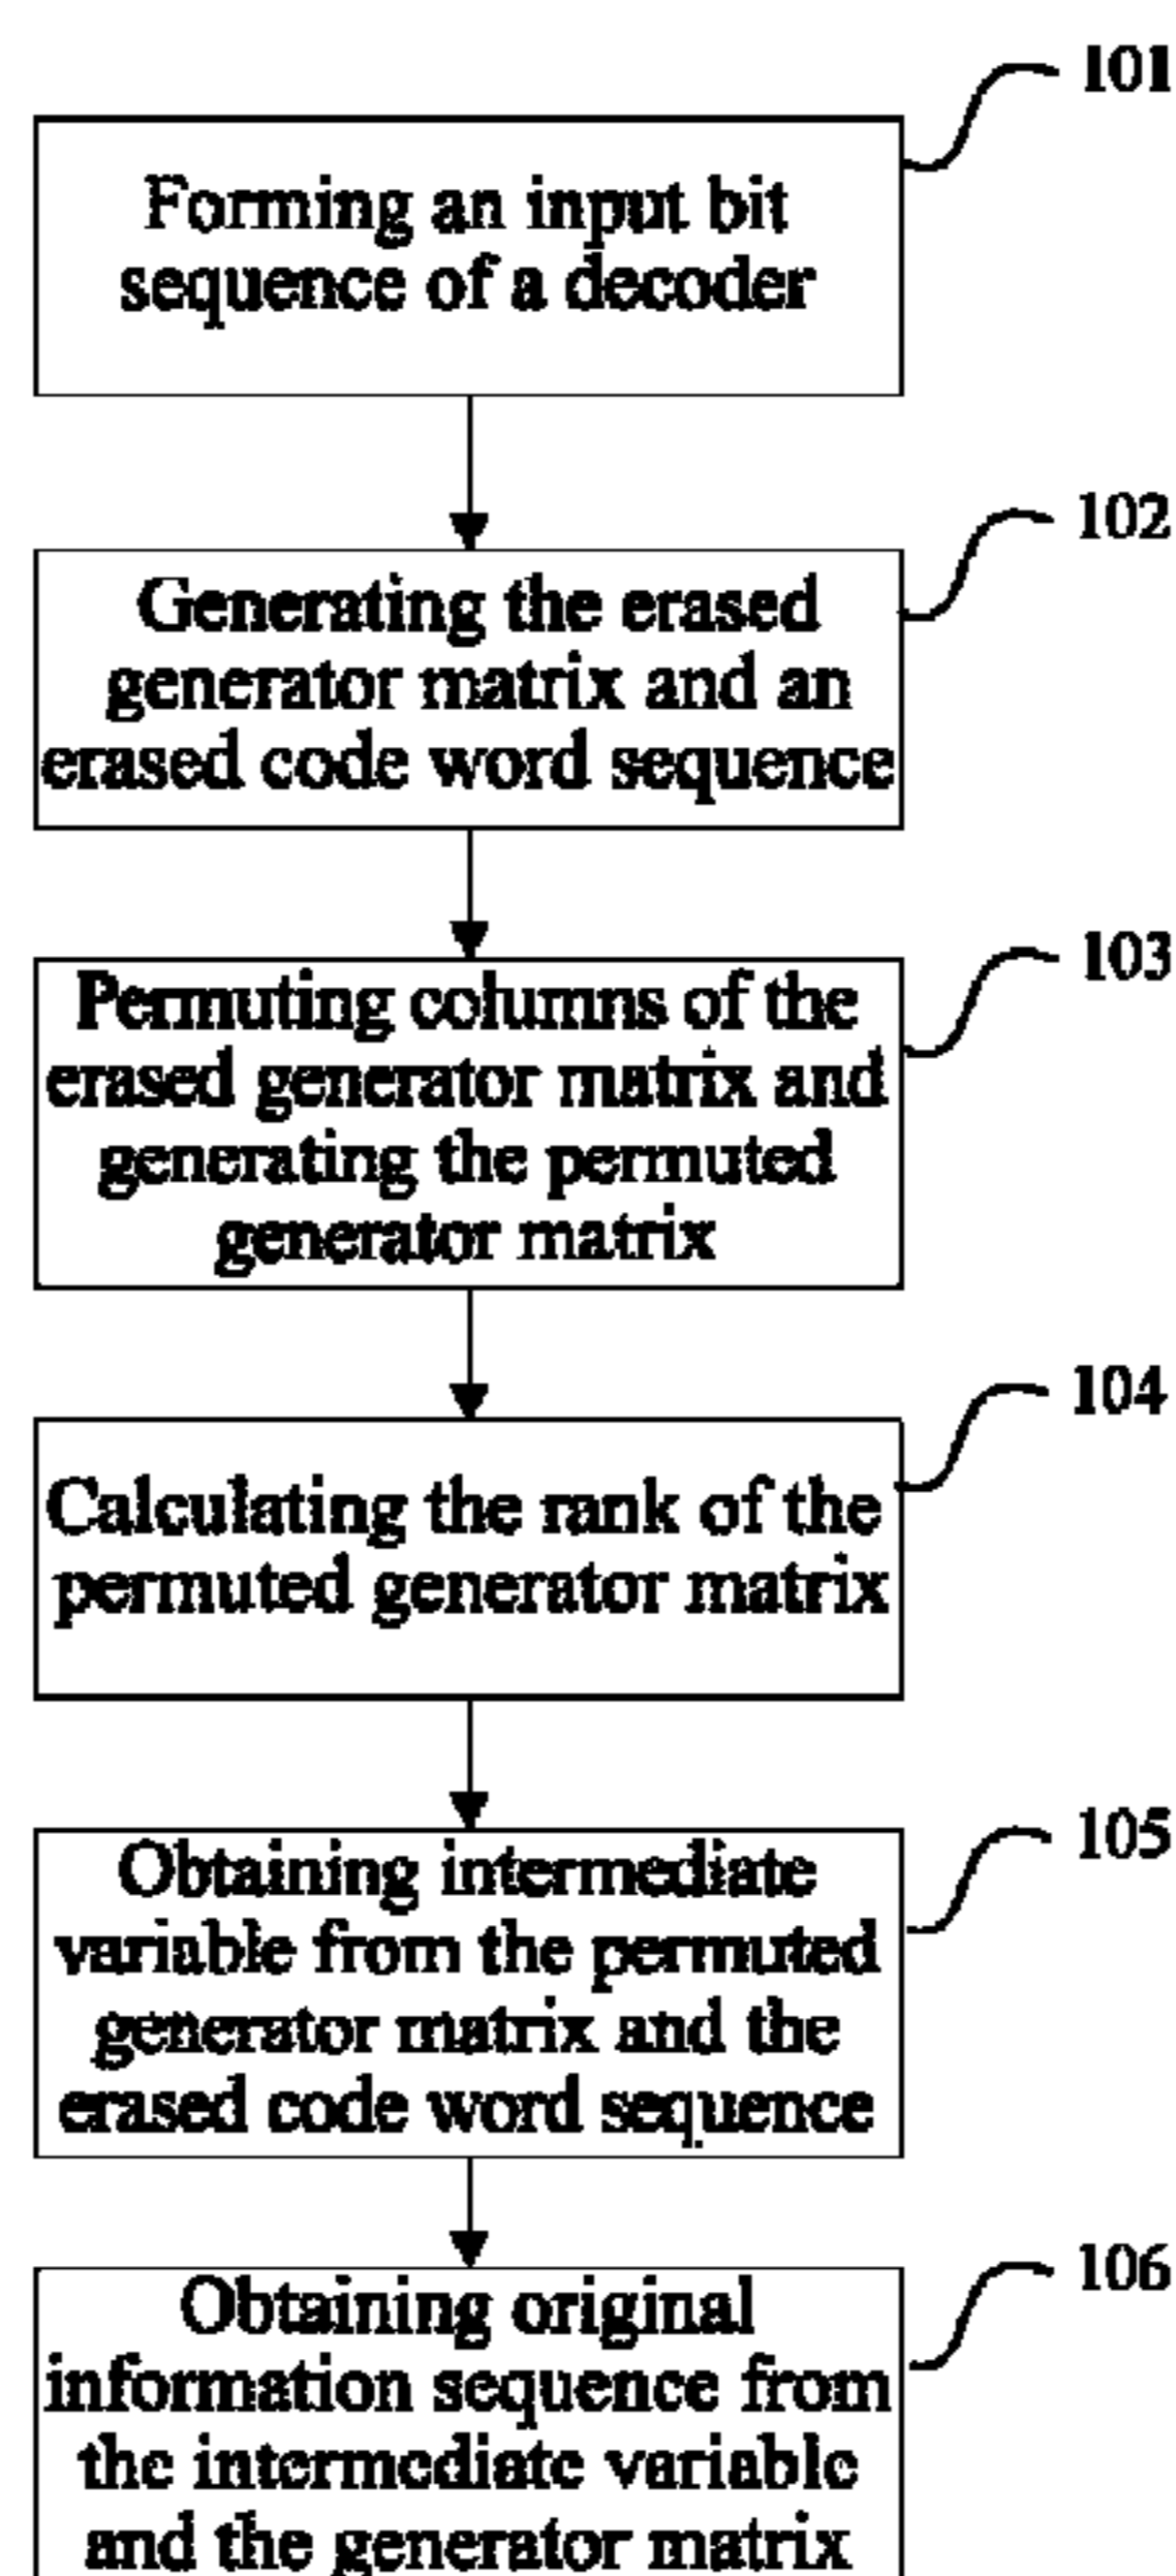 101
Forming an input bit
sequence of a decoder
102
Generating the erased
generator matrix and an
erased code word sequence
103
Permuting columns of the
erased generator matrix and
generating the permuted
generator matrix
104
Calculating the rank of the
permuted generator matrix
105
Obtaining intermediate
variable from the permuted
generator matrix and the
erased code word sequence
106
Obtaining original
information sequence from
the intermediate variable
and the generator matrix